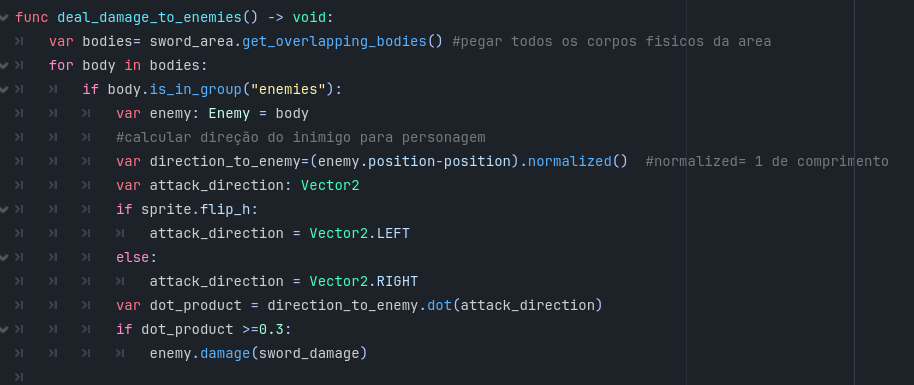 func deal_damage_to_enemies() -> void:
var bodies= sword_area.get_overlapping_bodies() #pegar todos os corpos fisicos da area
for body in bodies:
if body.is_in_group("enemies"):
var enemy: Enemy = body
#calcular direção do inimigo para personagem
var direction_to_enemy=(enemy.position-position).normalized()  #normalized= 1 de comprimento
var attack_direction: Vector2
if sprite.flip_h:
attack_direction = Vector2.LEFT
else:
attack_direction = Vector2.RIGHT
var dot_product = direction_to_enemy.dot(attack_direction)
if dot_product >=0.3:
enemy.damage(sword_damage)